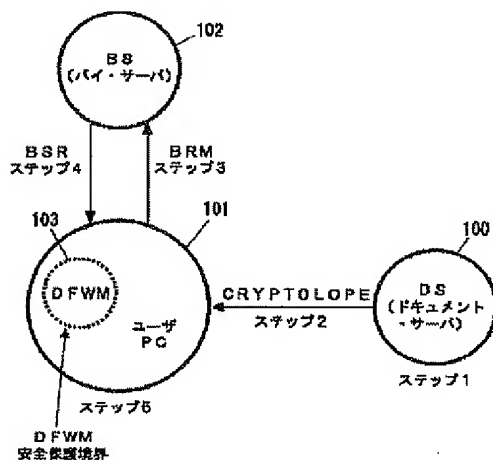 102
BS
(バイ・サーバ)
BSR
ステップ4
BRM
ステップ3
103
101
100
DFWM
ユーザ
PC
CRYPTOLOPE
ステップ2
DS
(ドキュメント
・サーバ)
ステップ1
ステップ5
DFWM
安全保護境界